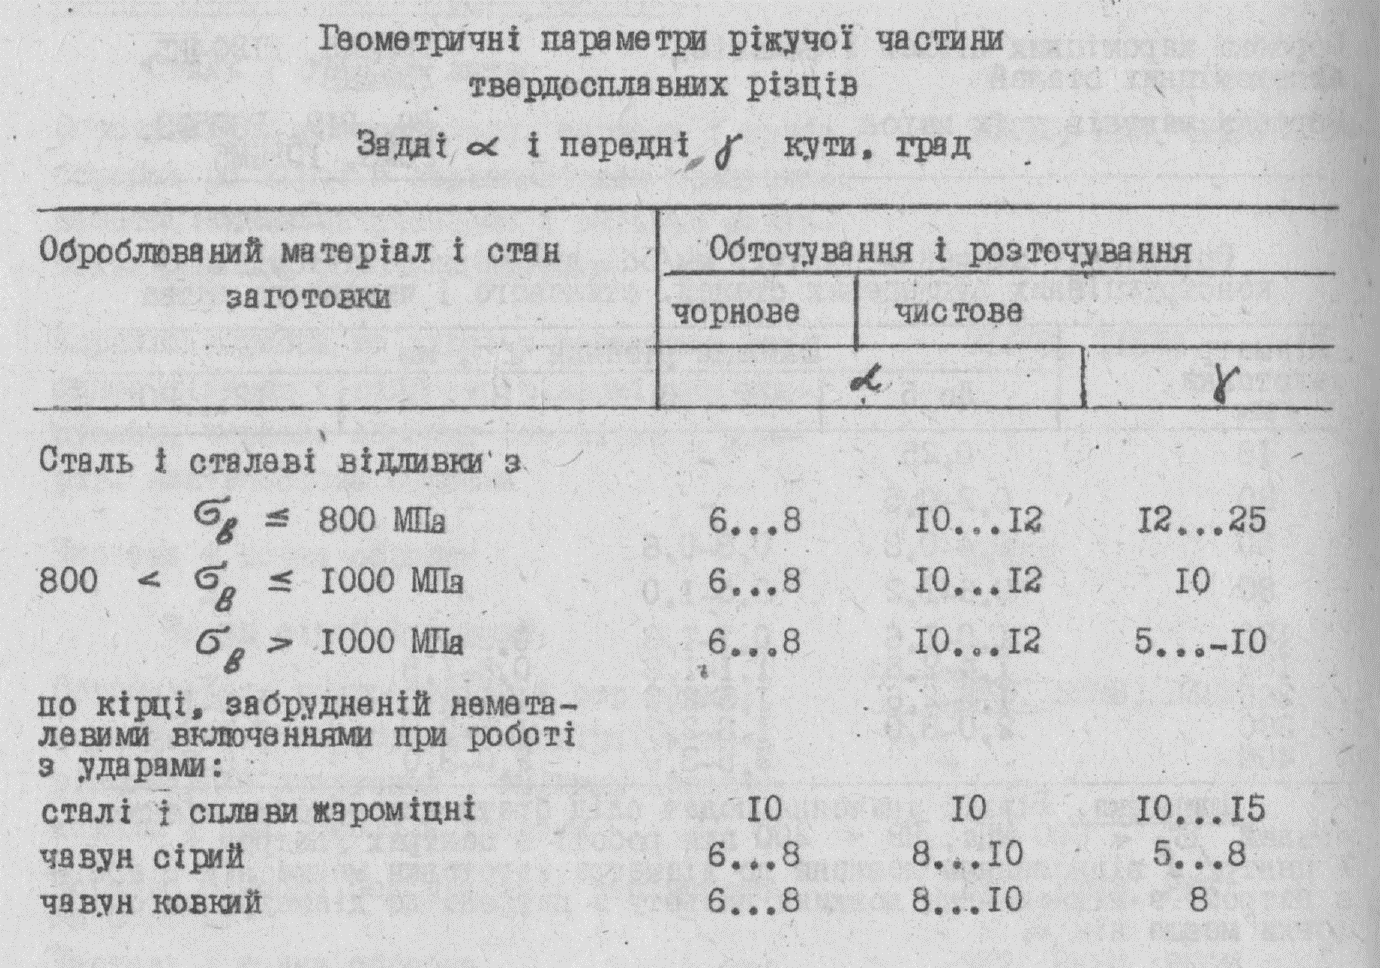 Геометричні параметри ріжучої частини
твердосплавних різців
Задні α і передні γ кути, град
Оброблюваний матеріал і стан заготовки
Обточування і розточування
чорнове чистове
α γ
Сталь і сталеві відливки з
σв ≤ 800 МПа 6...8 10...12 12...25
800 < σв ≤ 1000 МПа 6...8 10...12 10
σв > 1000 МПа 6...8 10...12 5...-10
по кірці, забрудненій немета-
левими включеннями при роботі
з ударами:
сталі і сплави жароміцні 10 10 10...15
чавун сірий 6...8 8...10 5...8
чавун ковкий 6...8 8...10 8